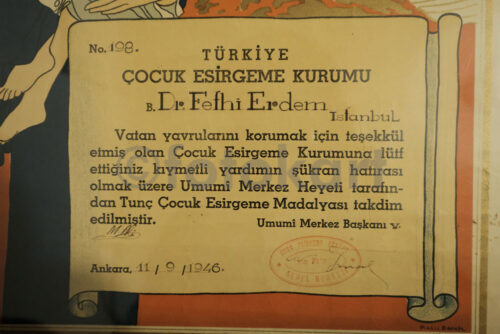 No. 198.
TÜRKİYE
ÇOCUK ESİRGEME KURUMU
B. Dr. Fethi Erdem
İstanbul
Vatan yavrularını korumak için teşekkül
etmiş olan Çocuk Esirgeme Kurumuna lütf
ettiğiniz kıymetli yardımın şükran hatırası
olmak üzere Umumî Merkez Heyeti tarafın-
dan Tunç Çocuk Esirgeme Madalyası takdim
edilmiştir.
Umumî Merkez Başkanı y.
Ankara, 11/9/1946.